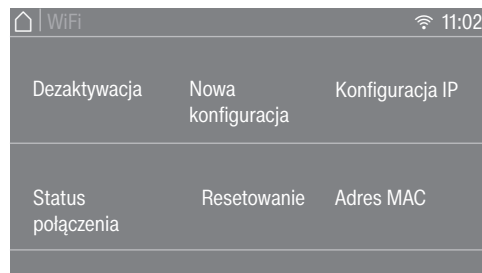 WiFi 11:02
Dezaktywacja Nowa konfiguracja Konfiguracja IP
Status połączenia Resetowanie Adres MAC